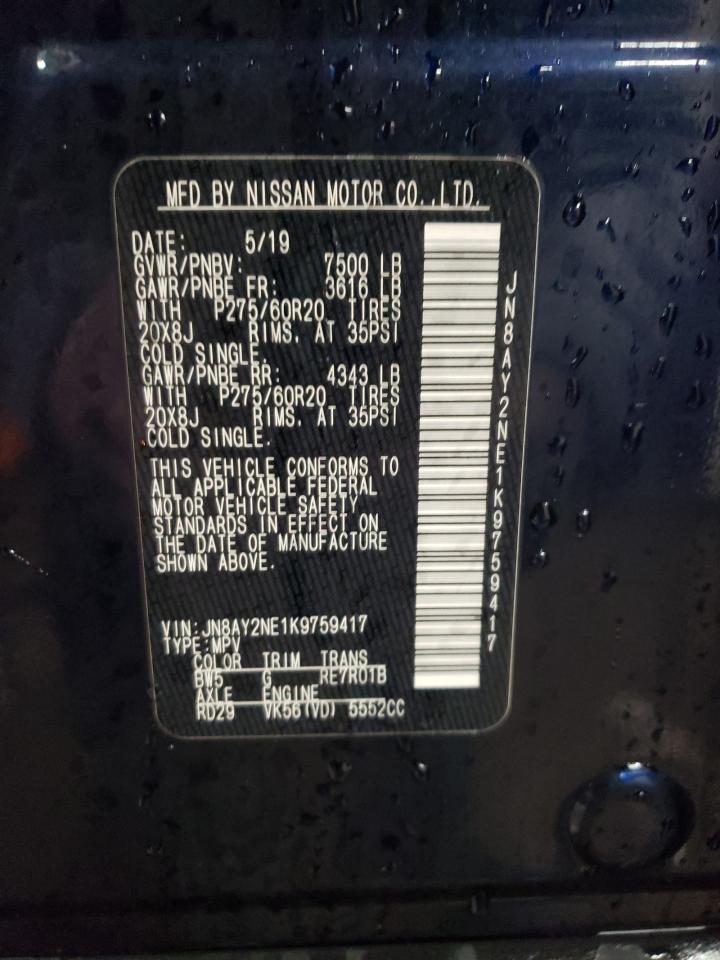 MFD BY NISSAN MOTOR CO.,LTD.
DATE: 5/19
GVWR/PNBV: 7500 LB
GAWR/PNBE FR: 3616 LB
WITH P275/60R20 TIRES
20X8J RIMS. AT 35PSI
COLD SINGLE.
GAWR/PNBE RR: 4343 LB
WITH P275/60R20 TIRES
20X8J RIMS. AT 35PSI
COLD SINGLE.
THIS VEHICLE CONFORMS TO
ALL APPLICABLE FEDERAL
MOTOR VEHICLE SAFETY
STANDARDS IN EFFECT ON
THE DATE OF MANUFACTURE
SHOWN ABOVE.
VIN:JN8AY2NE1K9759417
TYPE:MPV
COLOR TRIM TRANS
BW5 G RE7R01B
AXLE ENGINE
RD29 VK56(VD) 5552CC
JN8AY2NE1K9759417